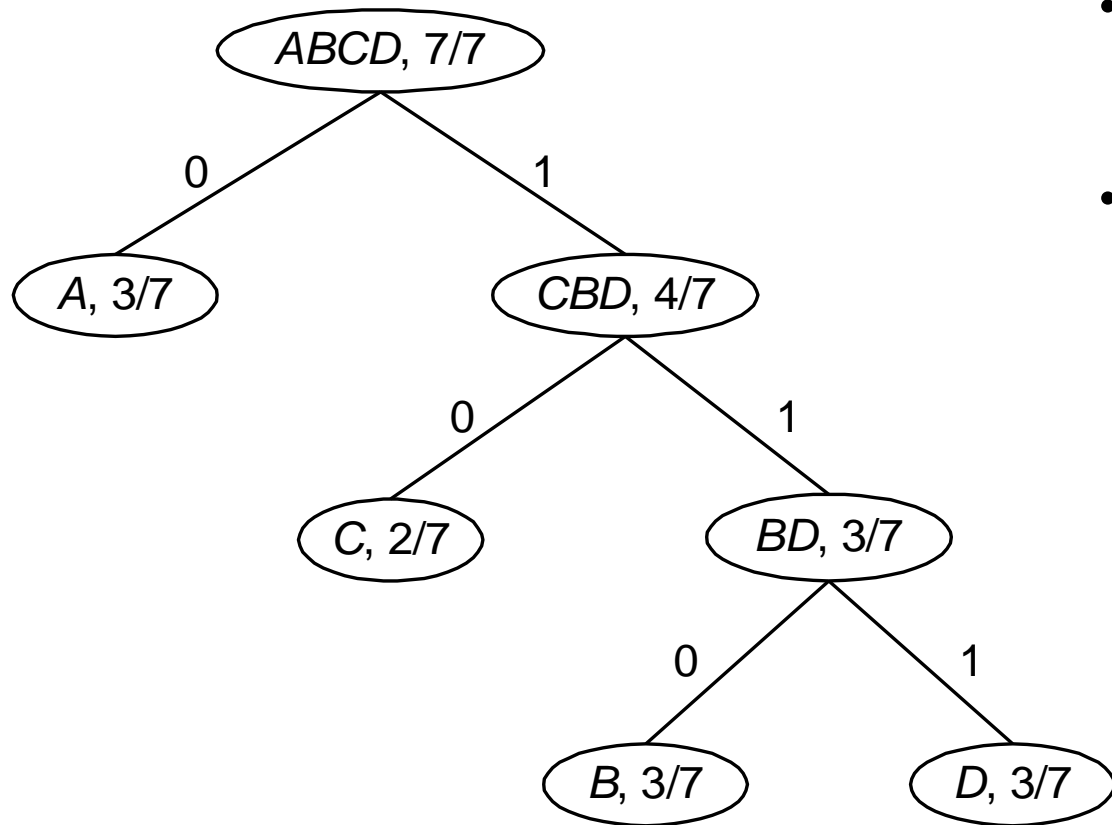 ABCD, 7/7
0 1
A, 3/7 CBD, 4/7
0 1
C, 2/7 BD, 3/7
0 1
B, 3/7 D, 3/7